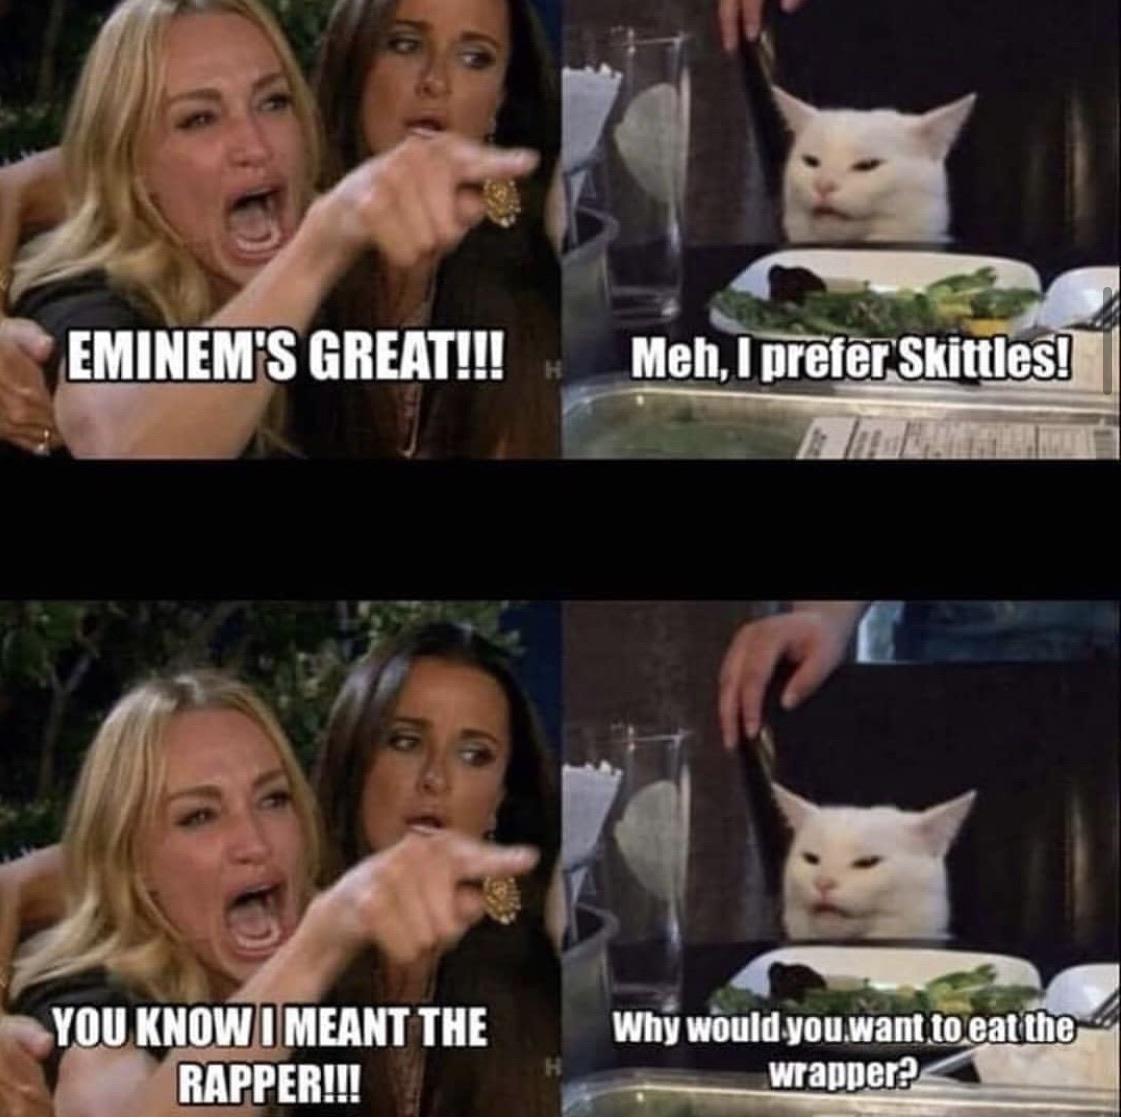 EMINEM'S GREAT!!!
Meh, I prefer Skittles!
YOU KNOW I MEANT THE
RAPPER!!!
Why would you want to eat the
wrapper?